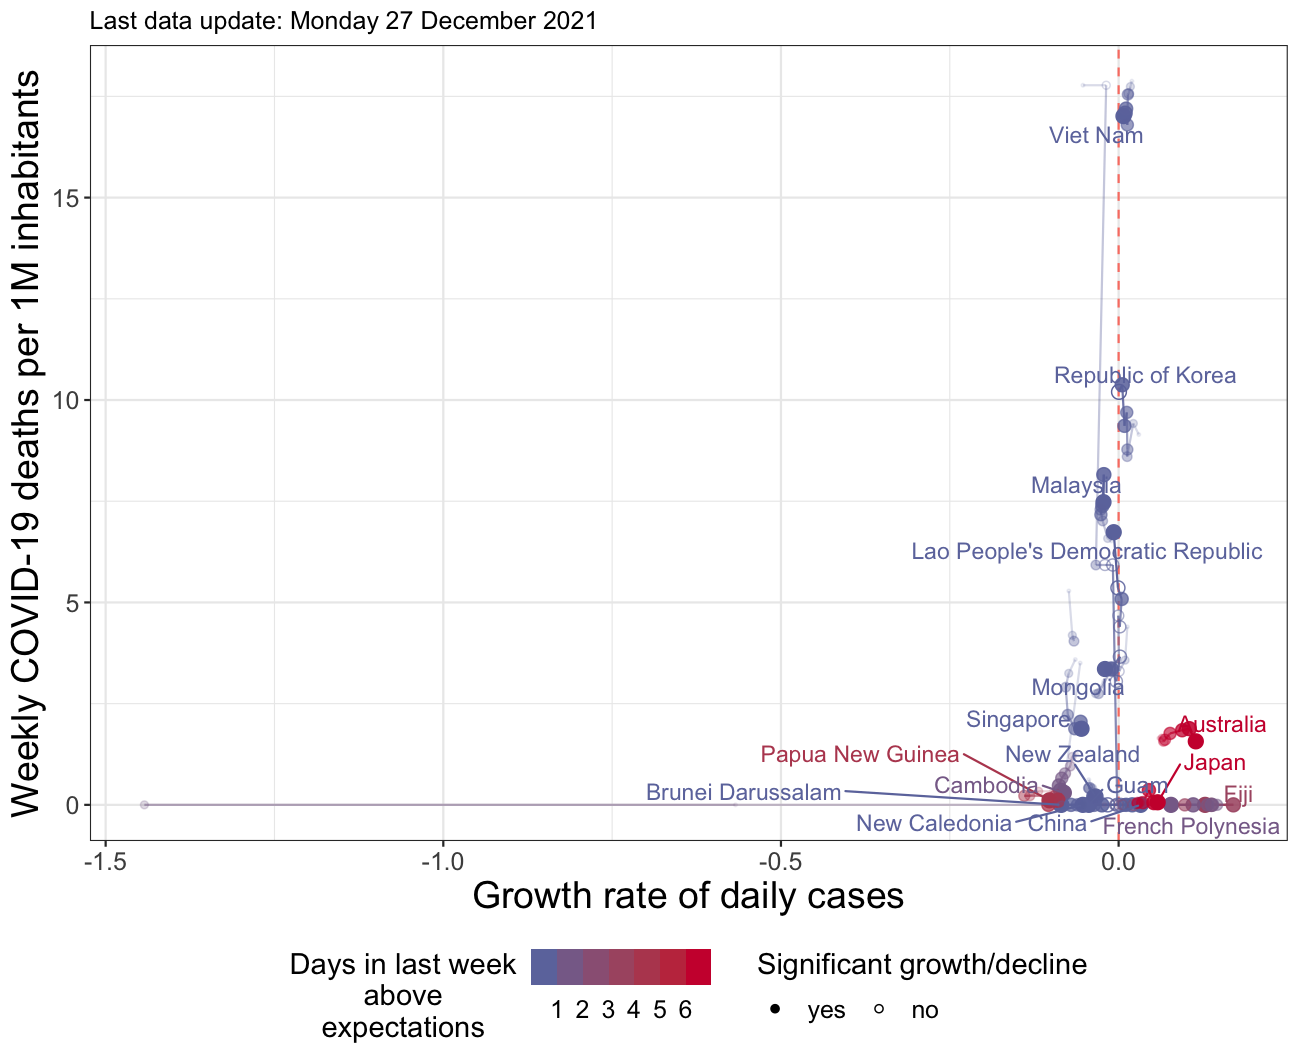 Last data update: Monday 27 December 2021
Weekly COVID-19 deaths per 1M inhabitants
15
10
5
0
Viet Nam
Republic of Korea
Malaysia
Lao People's Democratic Republic
Mongolia
Singapore
Australia
Papua New Guinea
New Zealand
Japan
Cambodia
Guam
Brunei Darussalam
Fiji
New Caledonia
China
French Polynesia
-1.5 -1.0 -0.5 0.0
Growth rate of daily cases
Days in last week
above
expectations
1 2 3 4 5 6
Significant growth/decline
yes no